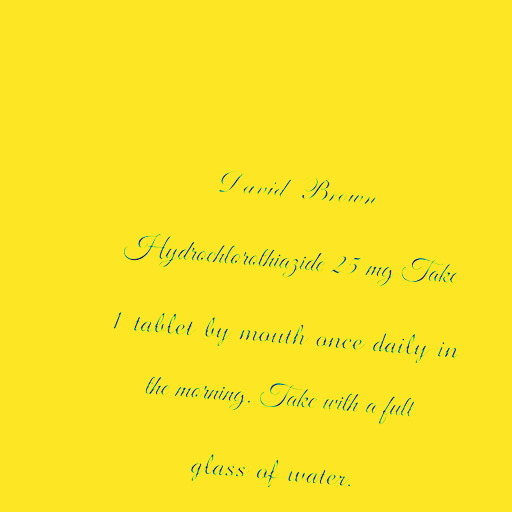 David Brown
Hydrochlorothiazide 25 mg Take
1 tablet by mouth once daily in
the morning. Take with a full
glass of water.